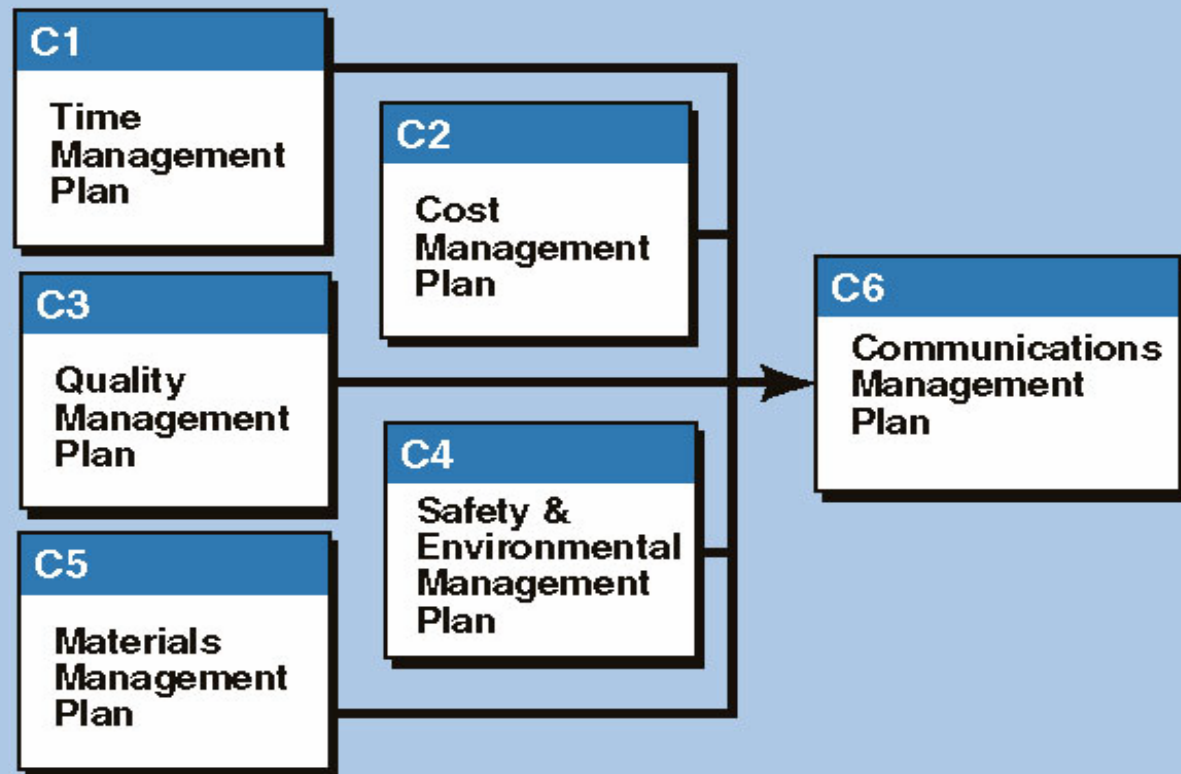 C1
Time
Management
Plan
C2
Cost
Management
Plan
C3
Quality
Management
Plan
C4
Safety &
Environmental
Management
Plan
C5
Materials
Management
Plan
C6
Communications
Management
Plan